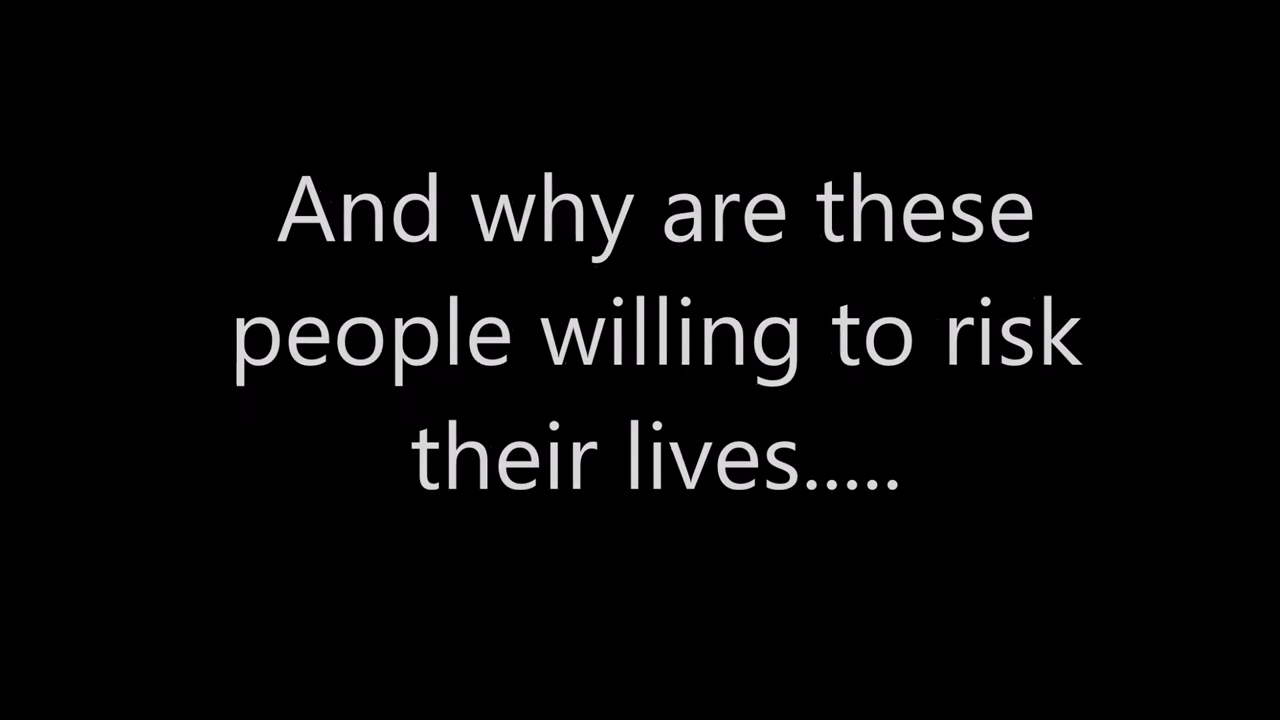 And why are these
people willing to risk
their lives.....